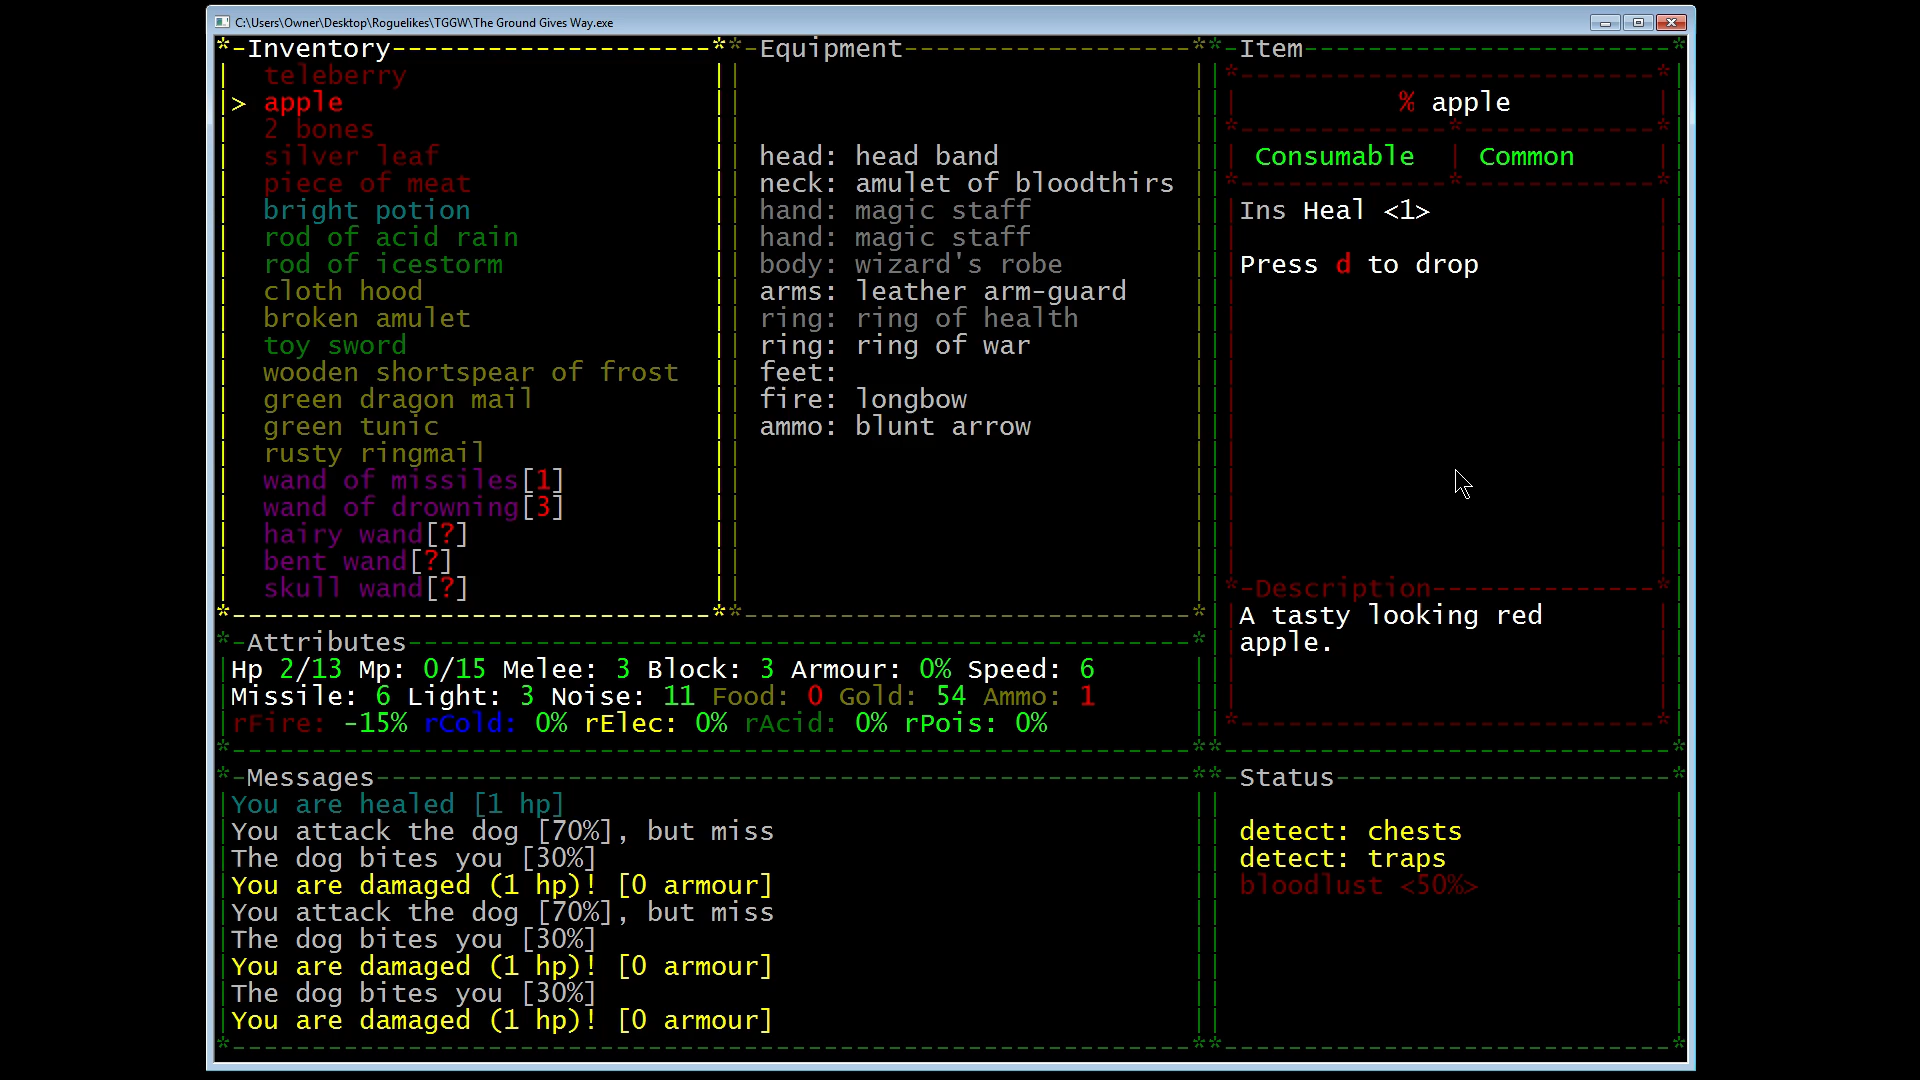 C:\Users\Owner\Desktop\Roguelikes\TGGW\The Ground Gives Way.exe
Inventory
teleberry
> apple
2 bones
silver leaf
piece of meat
bright potion
rod of acid rain
rod of icestorm
cloth hood
broken amulet
toy sword
wooden shortspear of frost
green dragon mail
green tunic
rusty ringmail
wand of missiles[1]
wand of drowning[3]
hairy wand[?]
bent wand[?]
skull wand[?]
Equipment
head: head band
neck: amulet of bloodthirs
hand: magic staff
hand: magic staff
body: wizard's robe
arms: leather arm-guard
ring: ring of health
ring: ring of war
feet:
fire: longbow
ammo: blunt arrow
Item
% apple
Consumable | Common
Ins Heal <1>
Press d to drop
Description
A tasty looking red
apple.
Attributes
Hp 2/13 Mp: 0/15 Melee: 3 Block: 3 Armour: 0% Speed: 6
Missile: 6 Light: 3 Noise: 11 Food: 0 Gold: 54 Ammo: 1
rFire: -15% rCold: 0% rElec: 0% rAcid: 0% rPois: 0%
Messages
You are healed [1 hp]
You attack the dog [70%], but miss
The dog bites you [30%]
You are damaged (1 hp)! [0 armour]
You attack the dog [70%], but miss
The dog bites you [30%]
You are damaged (1 hp)! [0 armour]
The dog bites you [30%]
You are damaged (1 hp)! [0 armour]
Status
detect: chests
detect: traps
bloodlust <50%>